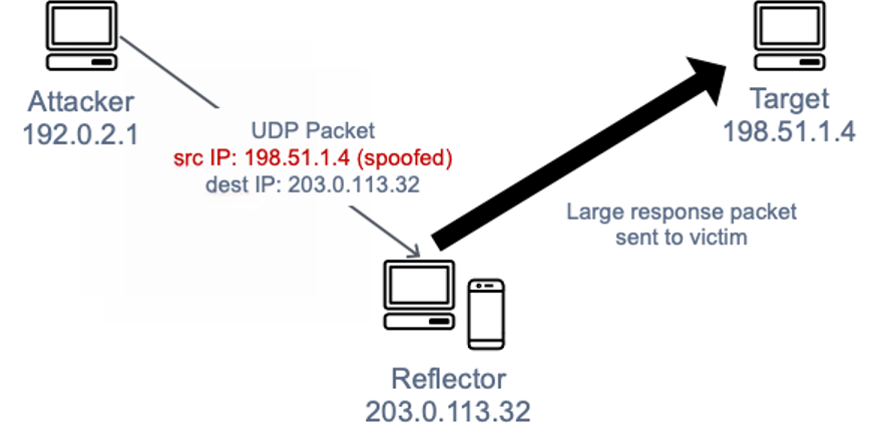 Attacker
192.0.2.1
UDP Packet
src IP: 198.51.1.4 (spoofed)
dest IP: 203.0.113.32
Target
198.51.1.4
Large response packet
sent to victim
Reflector
203.0.113.32